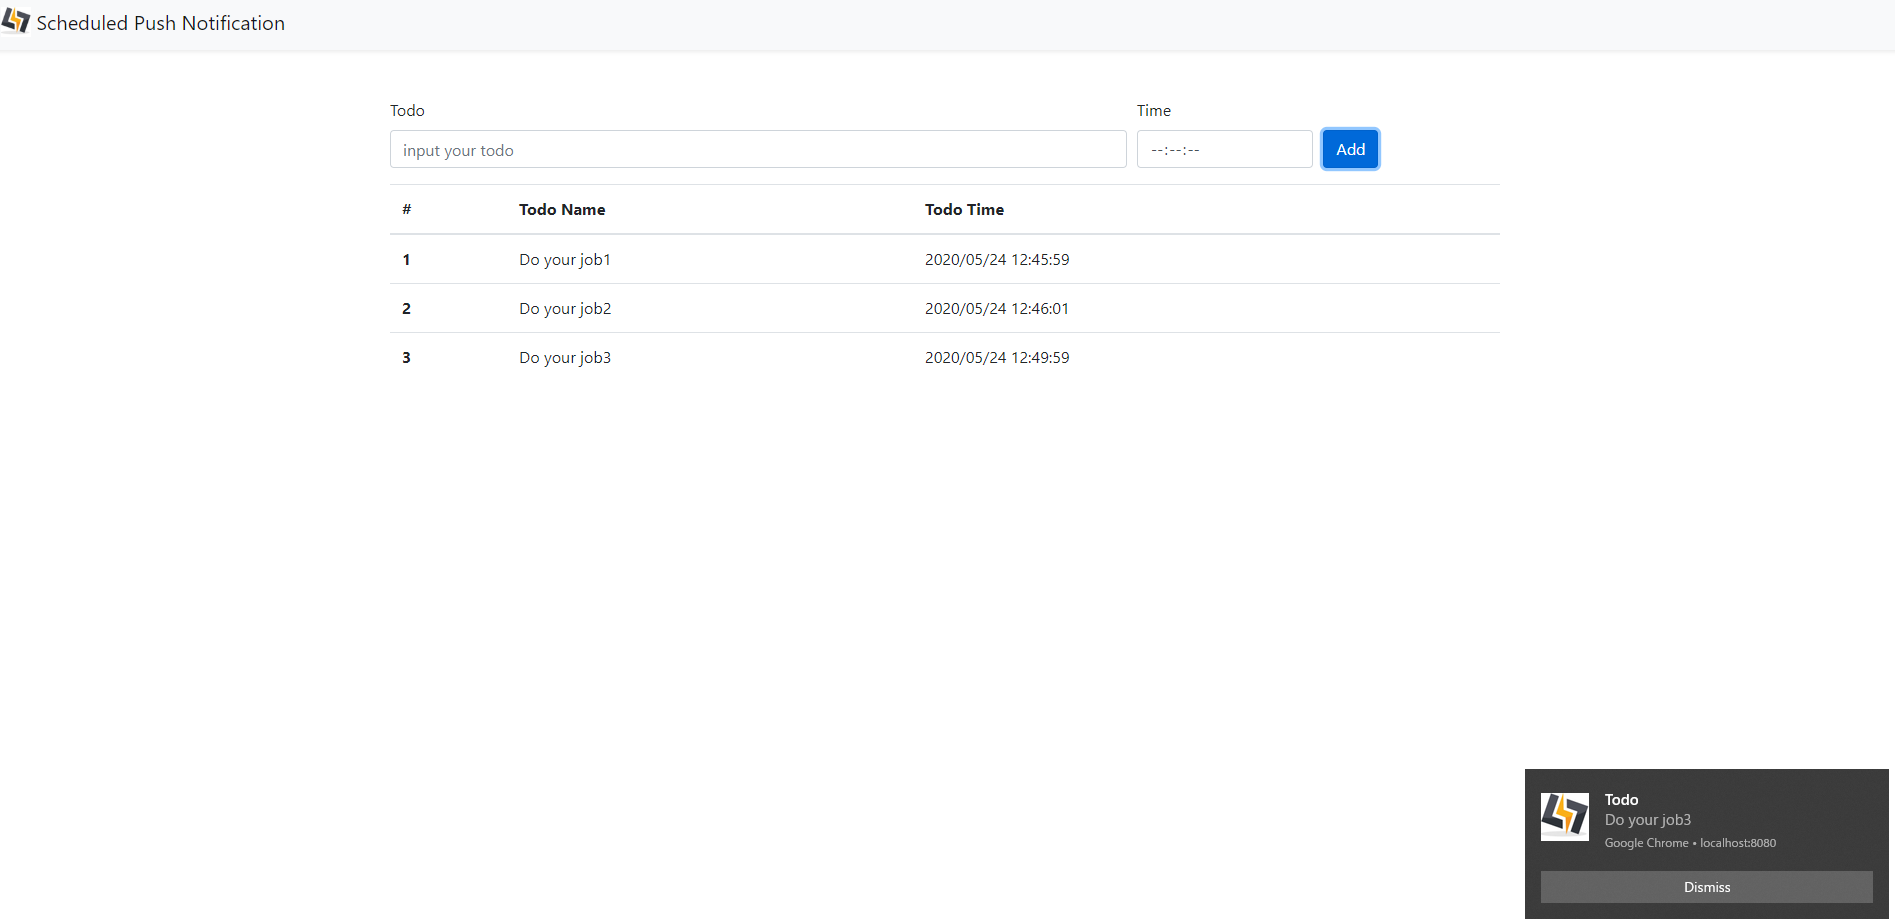 Scheduled Push Notification
Todo Time
input your todo --:--:-- Add
# Todo Name Todo Time
1 Do your job1 2020/05/24 12:45:59
2 Do your job2 2020/05/24 12:46:01
3 Do your job3 2020/05/24 12:49:59
Todo
Do your job3
Google Chrome • localhost:8080
Dismiss